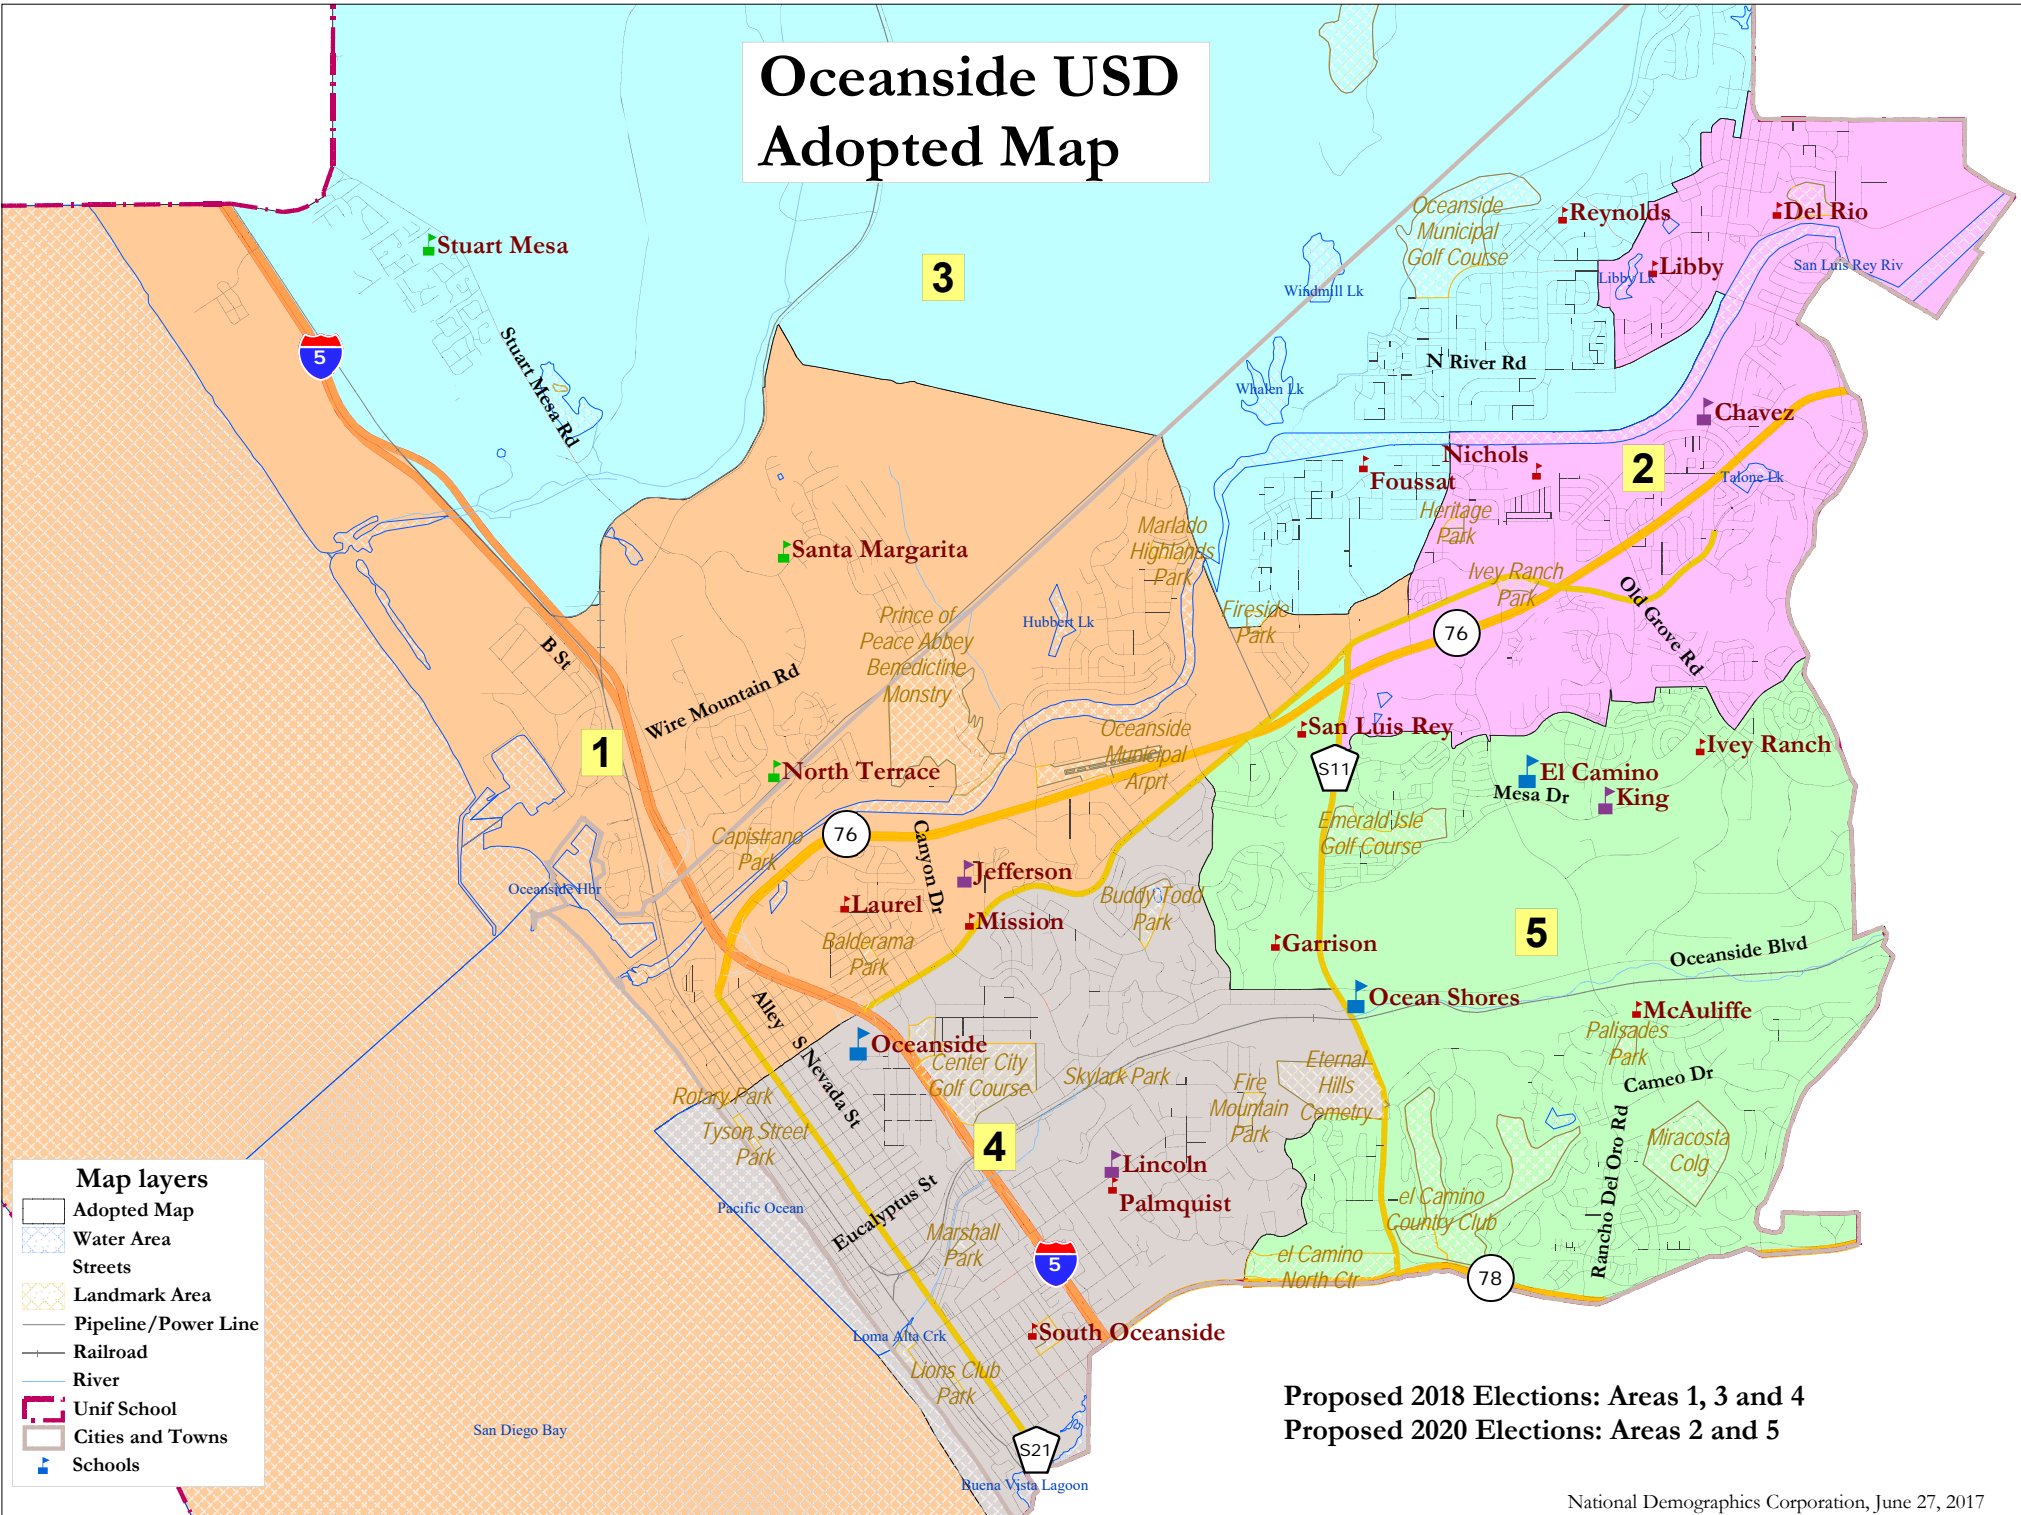 Oceanside USD
Adopted Map
Stuart Mesa
3
Oceanside
Municipal
Golf Course
Reynolds
Del Rio
Libby
Libby Lk
San Luis Rey Riv
Windmill Lk
5
Stuart Mesa Rd
N River Rd
Whalen Lk
Chavez
Nichols
Foussat
2
Talone Lk
Heritage
Park
Marlado
Highlands
Park
Santa Margarita
Ivey Ranch
Park
Old Grove Rd
Fireside
Park
Prince of
Peace Abbey
Benedictine
Monstry
Hubbert Lk
76
B St
Wire Mountain Rd
1
Oceanside
Municipal
Arprt
San Luis Rey
S11
Ivey Ranch
El Camino
Mesa Dr
King
North Terrace
Capistrano
Park
76
Canyon Dr
Emerald Isle
Golf Course
Jefferson
Laurel
Mission
Buddy Todd
Park
Oceanside Hbr
Balderama
Park
Garrison
5
Oceanside Blvd
Alley
S Nevada St
Oceanside
Ocean Shores
McAuliffe
Palisades
Park
Center City
Golf Course
Skylark Park
Eternal
Hills
Cemetry
Fire
Mountain
Park
Cameo Dr
Rotary Park
Tyson Street
Park
4
Lincoln
Palmquist
Miracosta
Colg
Rancho Del Oro Rd
Pacific Ocean
Eucalyptus St
Marshall
Park
el Camino
Country Club
el Camino
North Ctr
5
78
South Oceanside
Loma Alta Crk
Lions Club
Park
San Diego Bay
S21
Buena Vista Lagoon
Map layers
Adopted Map
Water Area
Streets
Landmark Area
Pipeline/Power Line
Railroad
River
Unif School
Cities and Towns
Schools
Proposed 2018 Elections: Areas 1, 3 and 4
Proposed 2020 Elections: Areas 2 and 5
National Demographics Corporation, June 27, 2017